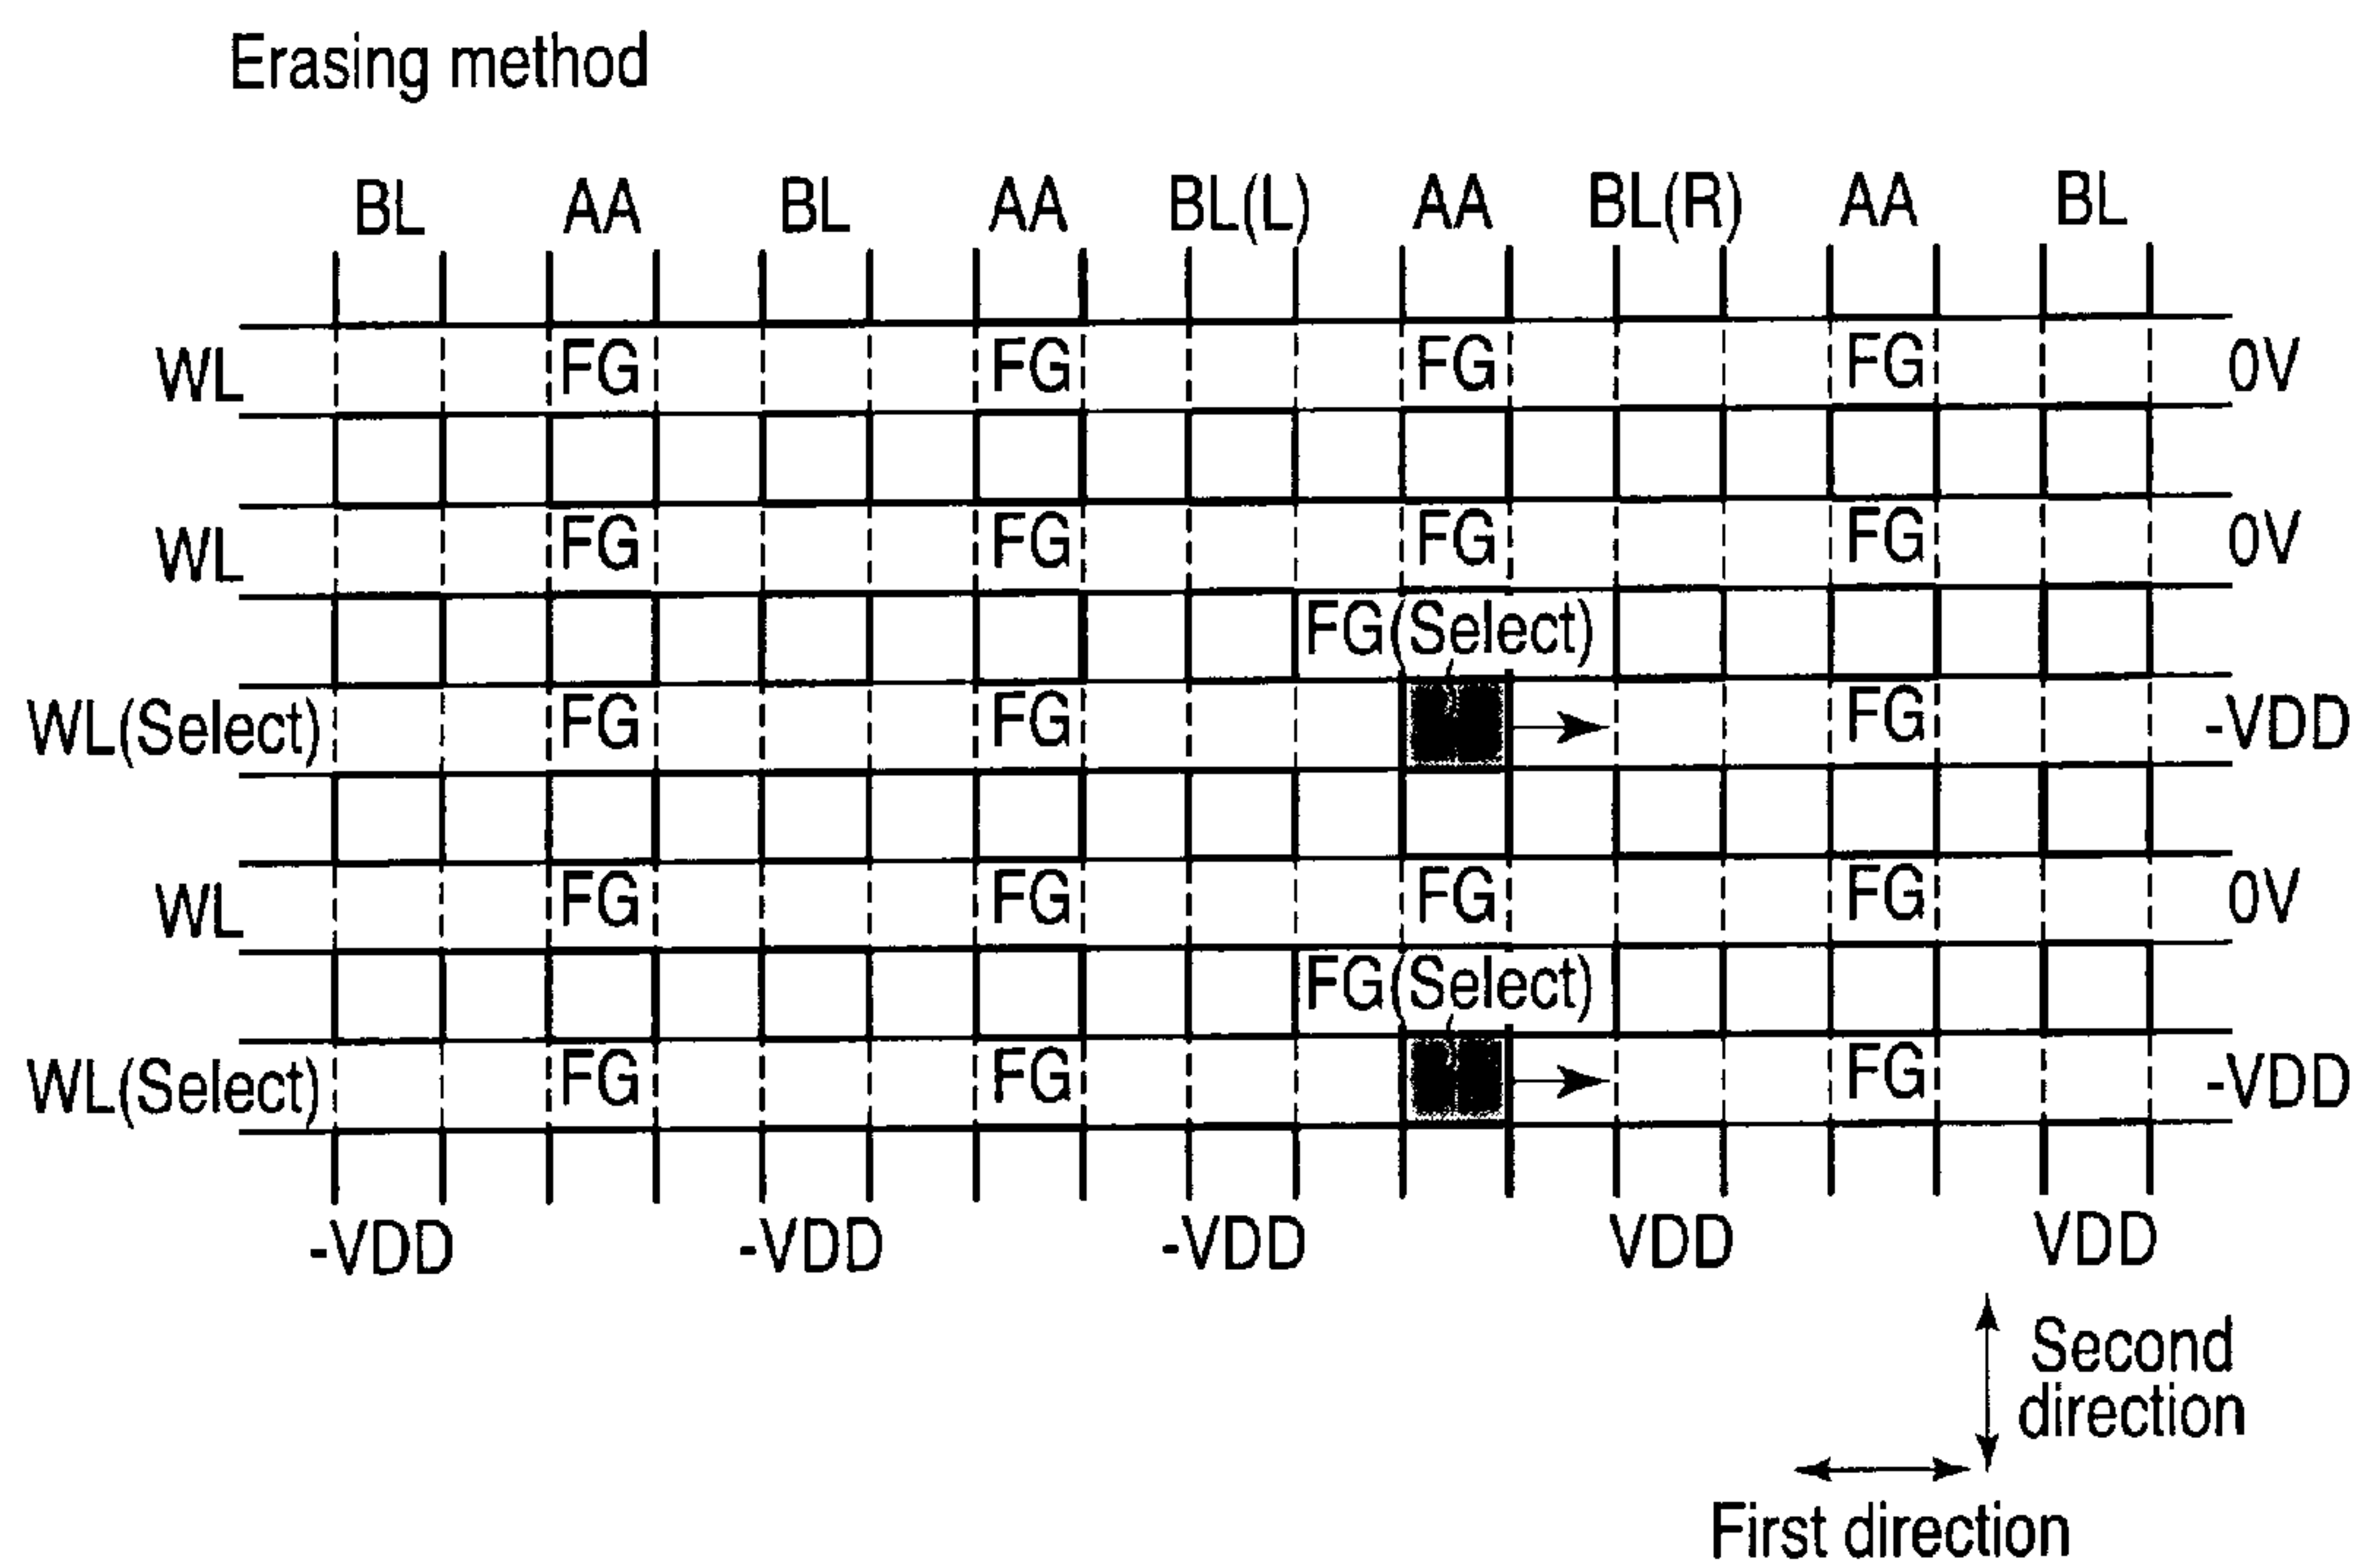 Erasing method
BL AA BL AA BL(L) AA BL(R) AA BL
WL FG FG FG FG 0V
WL FG FG FG FG 0V
FG(Select)
WL(Select) FG FG FG -VDD
WL FG FG FG FG 0V
FG(Select)
WL(Select) FG FG FG -VDD
-VDD -VDD -VDD VDD VDD
Second
direction
First direction